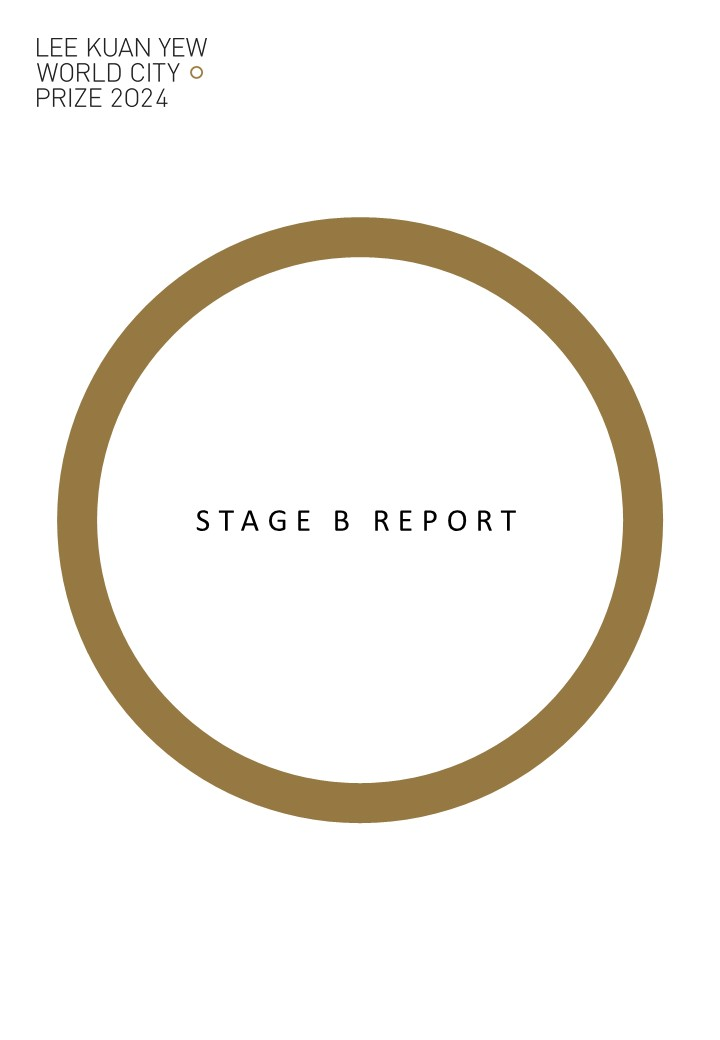 LEE KUAN YEW
WORLD CITY
PRIZE 2024
STAGE B REPORT